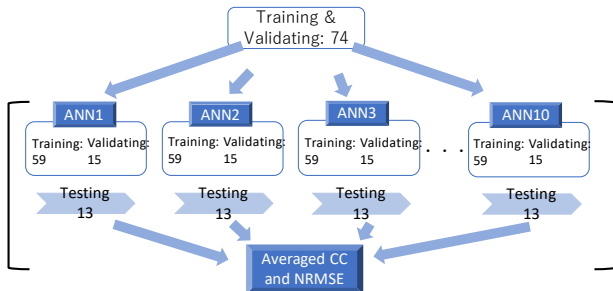 Training &
Validating: 74
ANN1
ANN2
ANN3
ANN10
Training: Validating:
59 15
Training: Validating:
59 15
Training: Validating:
59 15
. . .
Training: Validating:
59 15
Testing
13
Testing
13
Testing
13
Testing
13
Averaged CC
and NRMSE